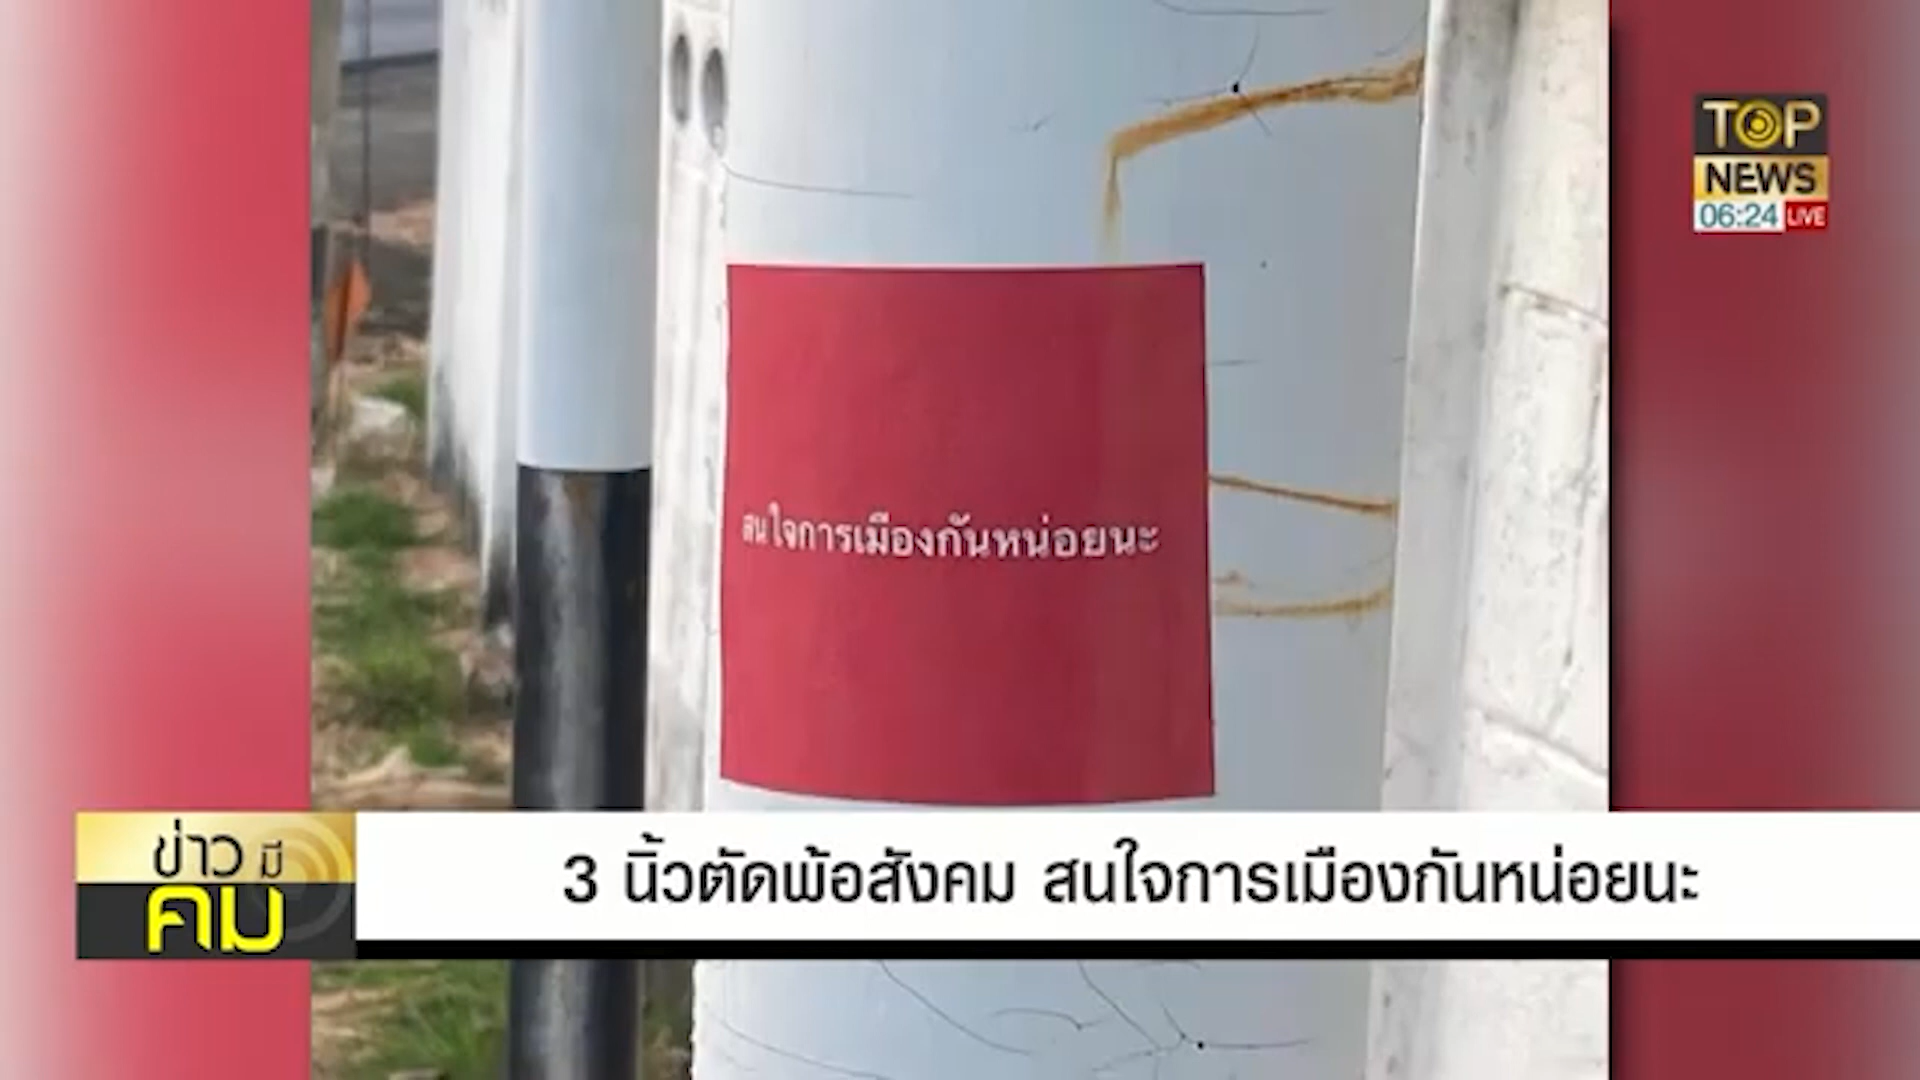 TOP
NEWS
06:24 LIVE
สนใจการเมืองกันหน่อยนะ
ข่าว มี
คม
3 นิ้วตัดพ้อสังคม สนใจการเมืองกันหน่อยนะ